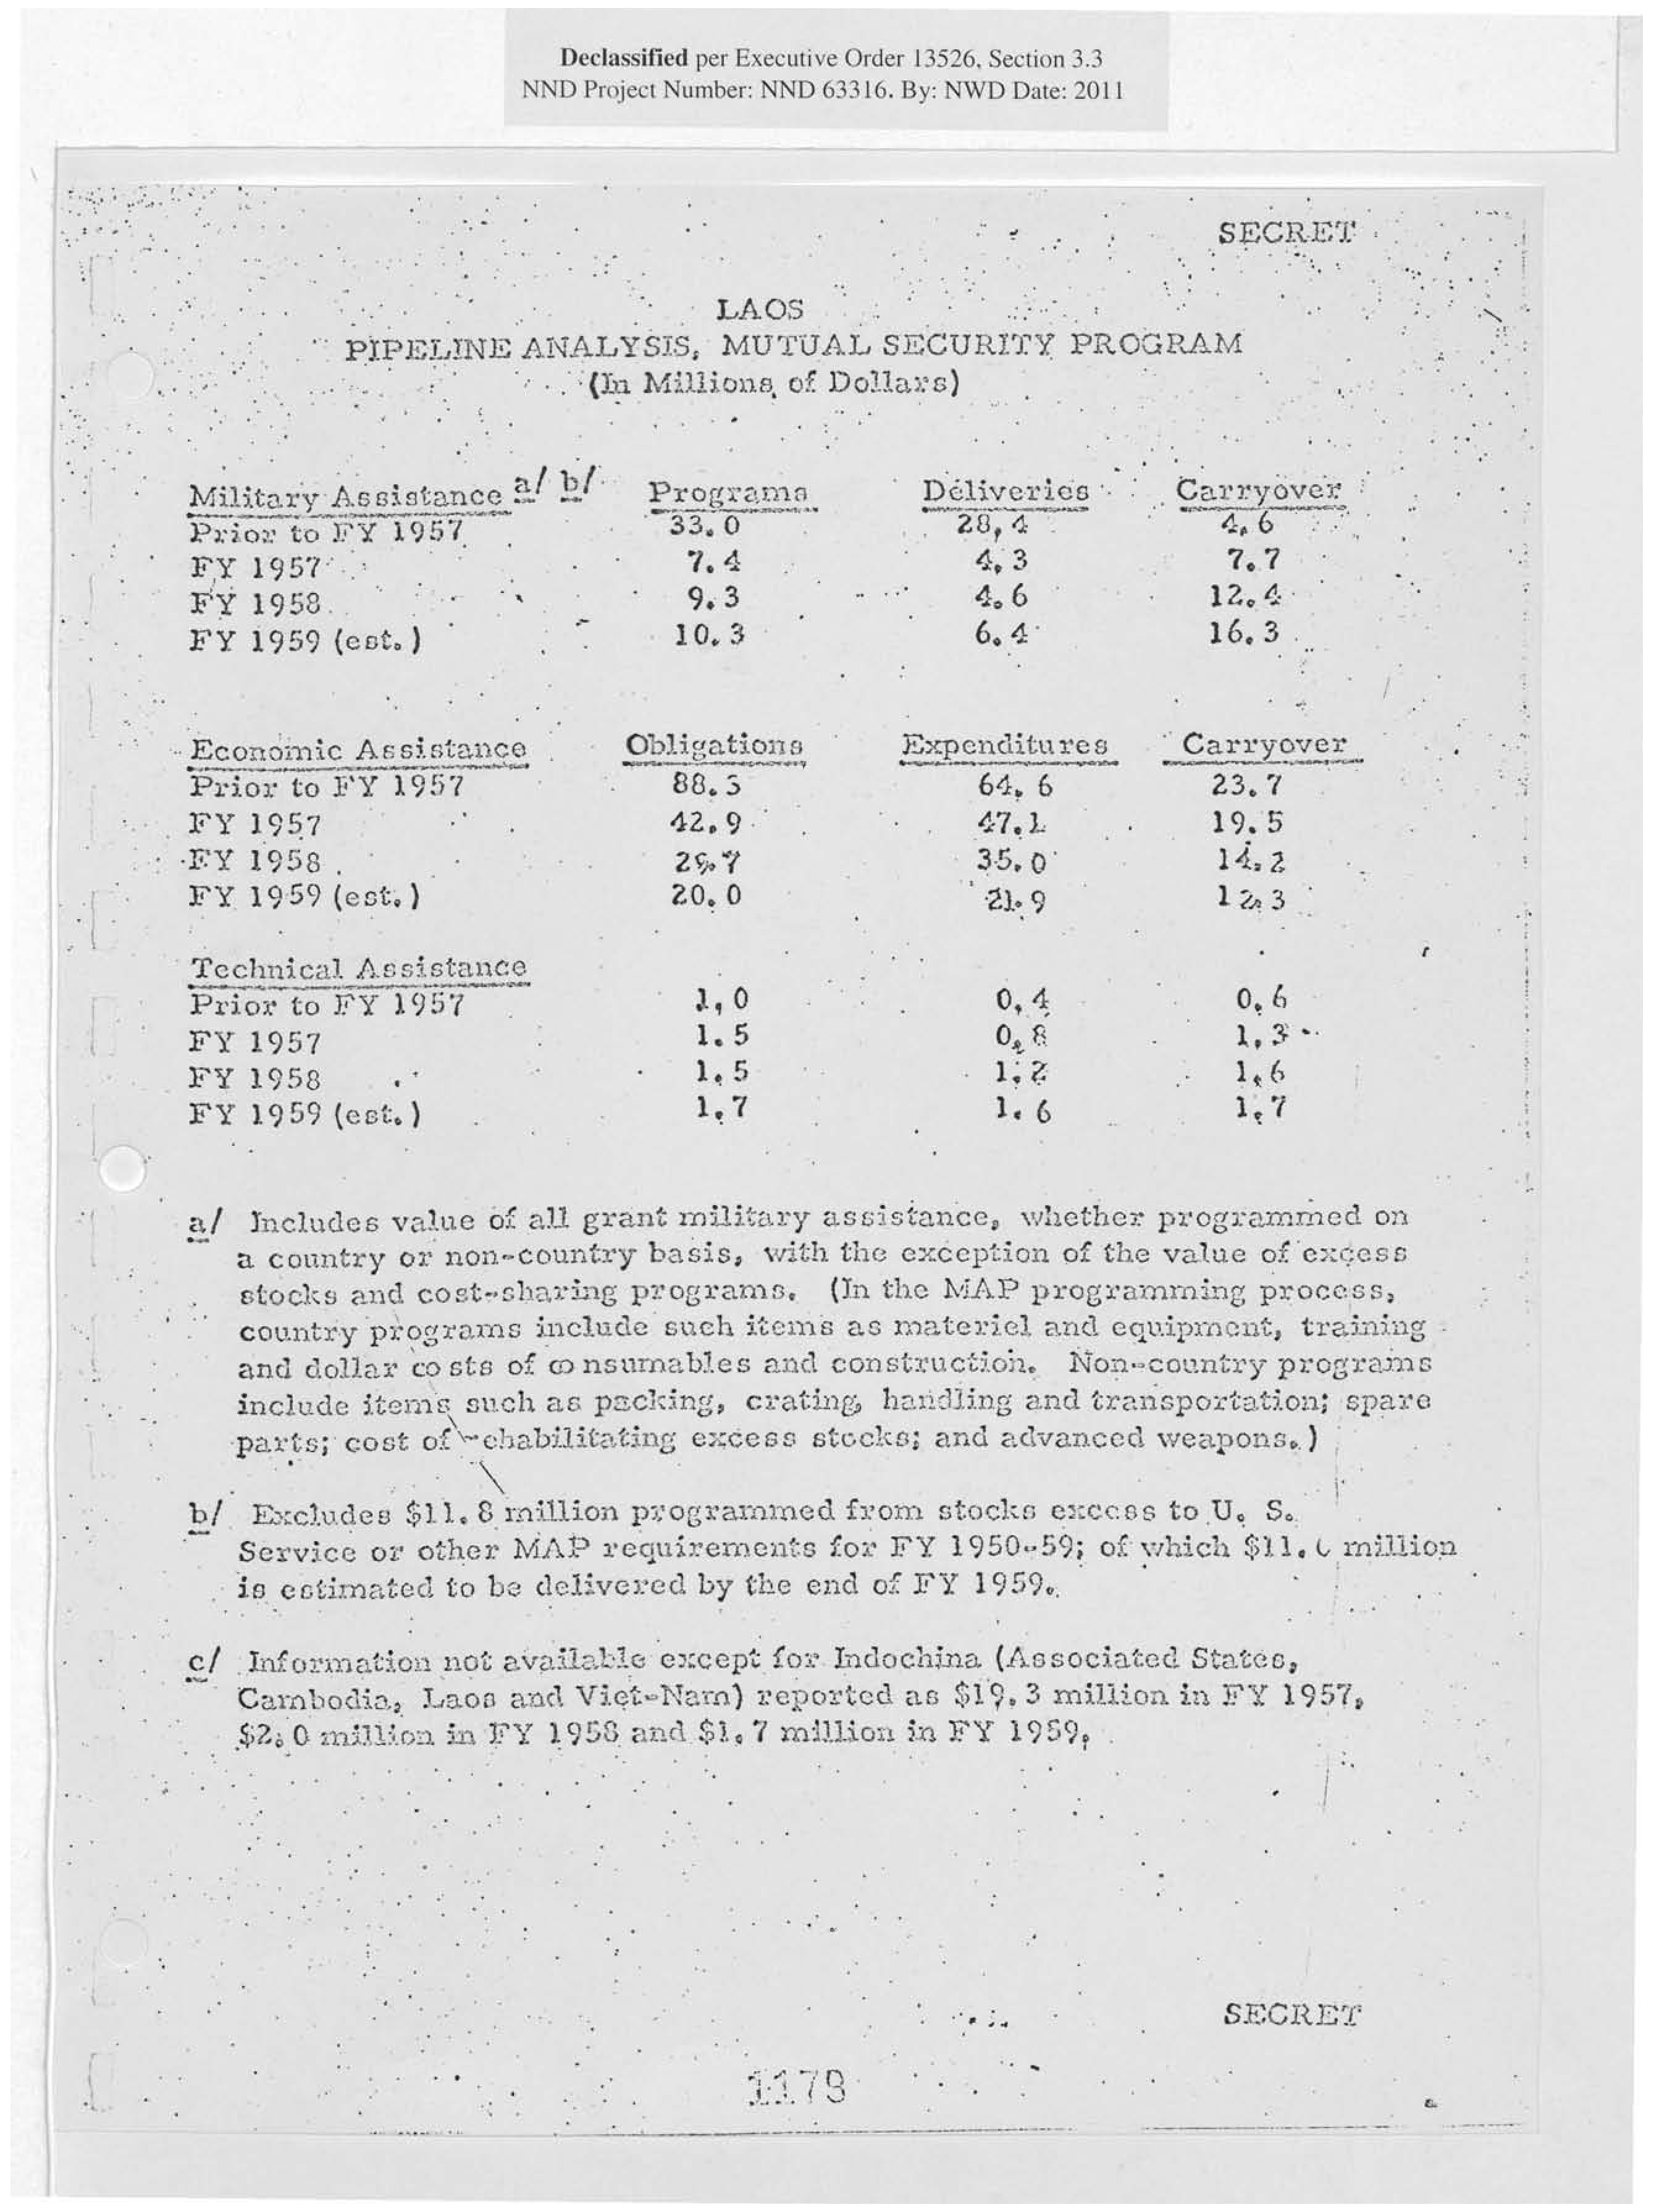 Declassified per Executive Order 13526, Section 3.3
NND Project Number: NND 63316. By: NWD Date: 2011
SECRET
LAOS
PIPELINE ANALYSIS, MUTUAL SECURITY PROGRAM
(In Millions of Dollars)
Military Assistance a/ b/ Programs Deliveries Carryover
Prior to FY 1957 33.0 28.4 4.6
FY 1957 7.4 4.3 7.7
FY 1958 9.3 4.6 12.4
FY 1959 (est.) 10.3 6.4 16.3
Economic Assistance Obligations Expenditures Carryover
Prior to FY 1957 88.3 64.6 23.7
FY 1957 42.9 47.1 19.5
FY 1958 29.7 35.0 14.2
FY 1959 (est.) 20.0 21.9 12.3
Technical Assistance
Prior to FY 1957 1.0 0.4 0.6
FY 1957 1.5 0.8 1.3
FY 1958 1.5 1.2 1.6
FY 1959 (est.) 1.7 1.6 1.7
a/ Includes value of all grant military assistance, whether programmed on
a country or non-country basis, with the exception of the value of excess
stocks and cost-sharing programs. (In the MAP programming process,
country programs include such items as materiel and equipment, training
and dollar costs of consumables and construction. Non-country programs
include items such as packing, crating, handling and transportation; spare
parts; cost of rehabilitating excess stocks; and advanced weapons.)
b/ Excludes $11.8 million programmed from stocks excess to U. S.
Service or other MAP requirements for FY 1950-59; of which million
is estimated to be delivered by the end of FY 1959.
c/ Information not available except for Indochina (Associated States,
Cambodia, Laos and Viet-Nam) reported as $19.3 million in FY 1957,
$2.0 million in FY 1958 and $1.7 million in FY 1959.
SECRET
1178